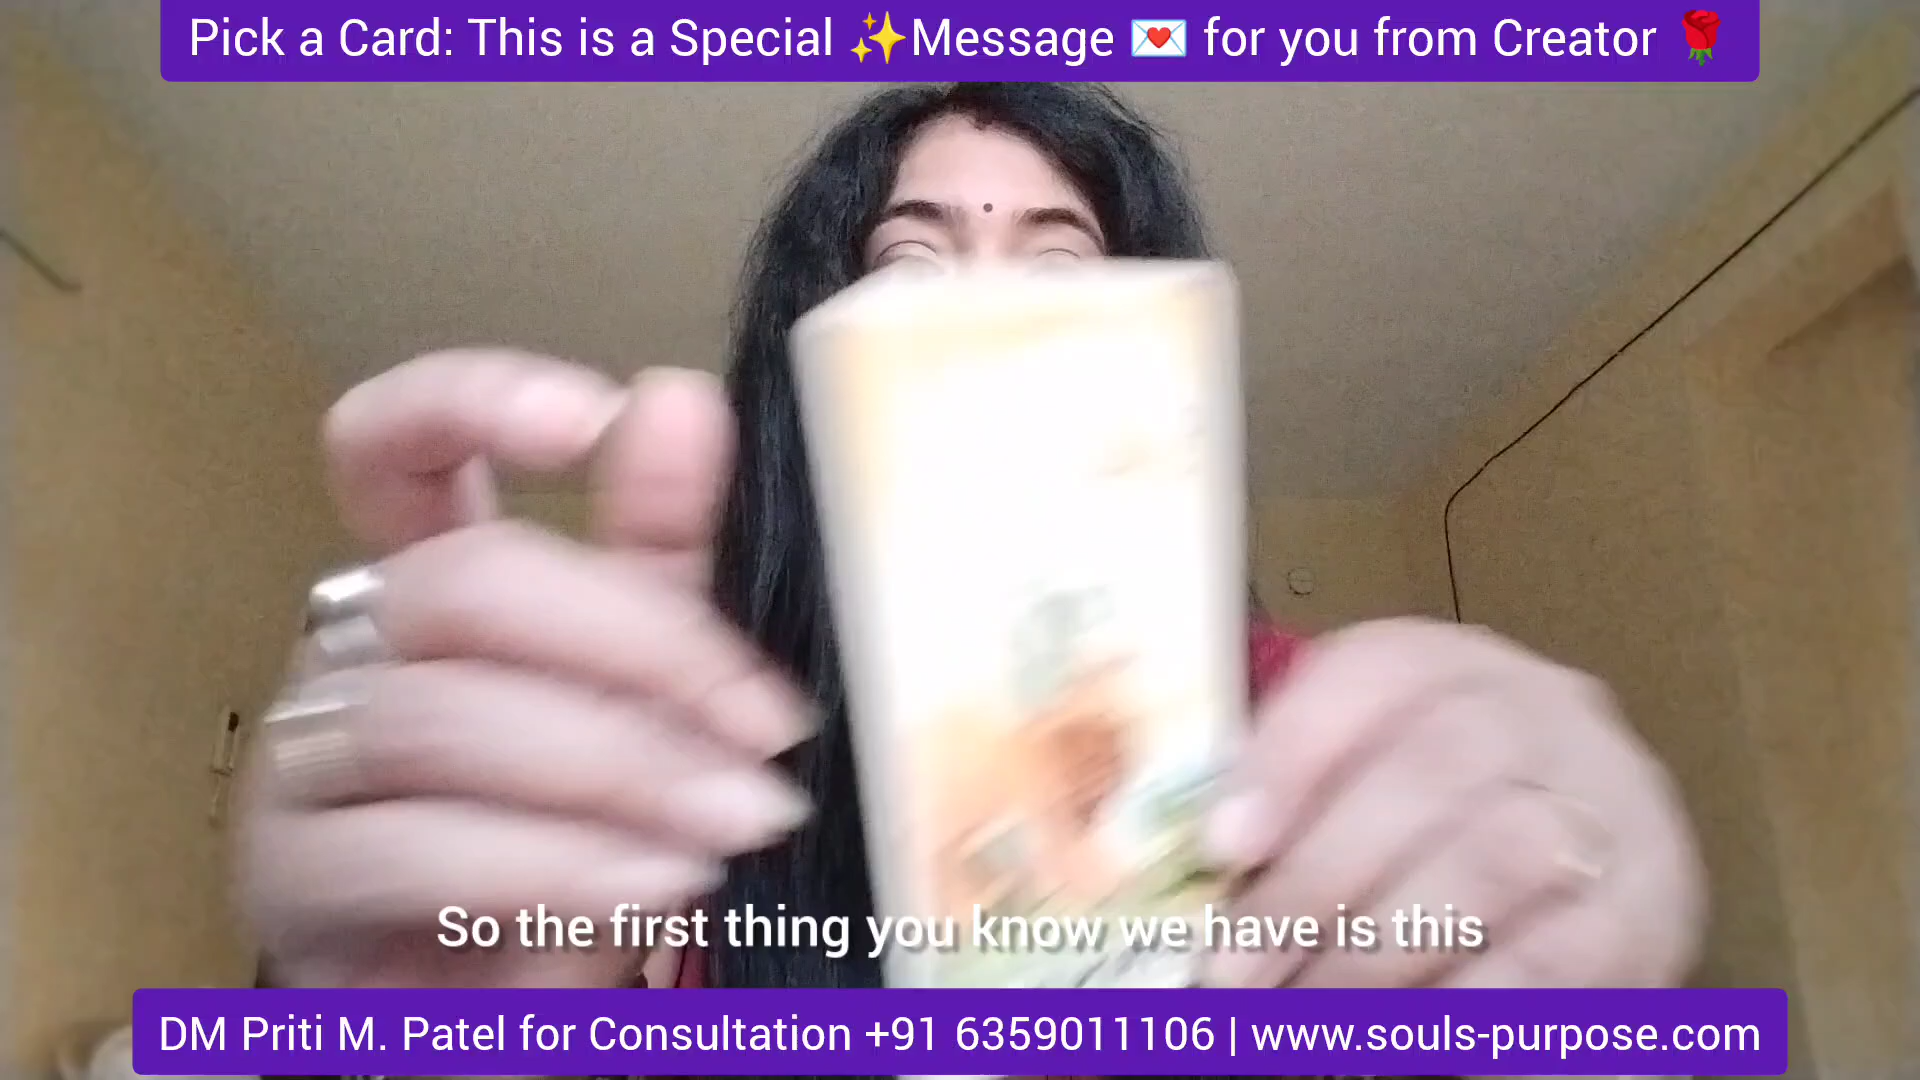 Pick a Card: This is a Special ✨Message 💌 for you from Creator 🌹
So the first thing you know we have is this
DM Priti M. Patel for Consultation +91 6359011106 | www.souls-purpose.com